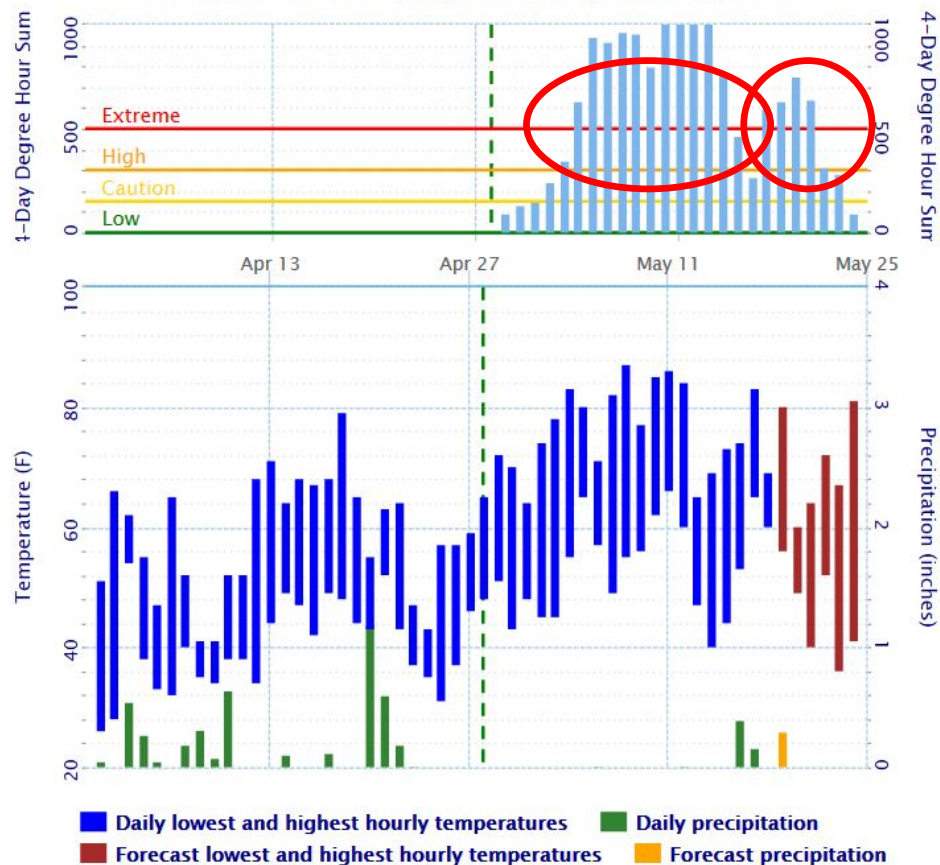 4-Day Degree Hour Sum
1000
500
0
Extreme
High
Caution
Low
1000
500
0
4-Day Degree Hour Sum
Apr 13
Apr 27
May 11
May 25
Temperature (F)
100
80
60
40
20
4
3
2
1
0
Precipitation (inches)
Daily lowest and highest hourly temperatures
Daily precipitation
Forecast lowest and highest hourly temperatures
Forecast precipitation